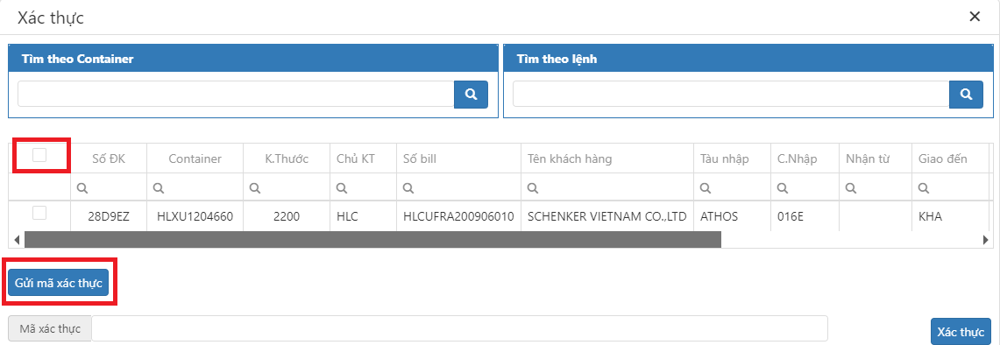 Xác thực
Tìm theo Container
Tìm theo lệnh
Số ĐK Container K.Thước Chủ KT Số bill Tên khách hàng Tàu nhập C.Nhập Nhận từ Giao đến
28D9EZ HLXU1204660 2200 HLC HLCUFRA200906010 SCHENKER VIETNAM CO.,LTD ATHOS 016E KHA
Gửi mã xác thực
Mã xác thực
Xác thực